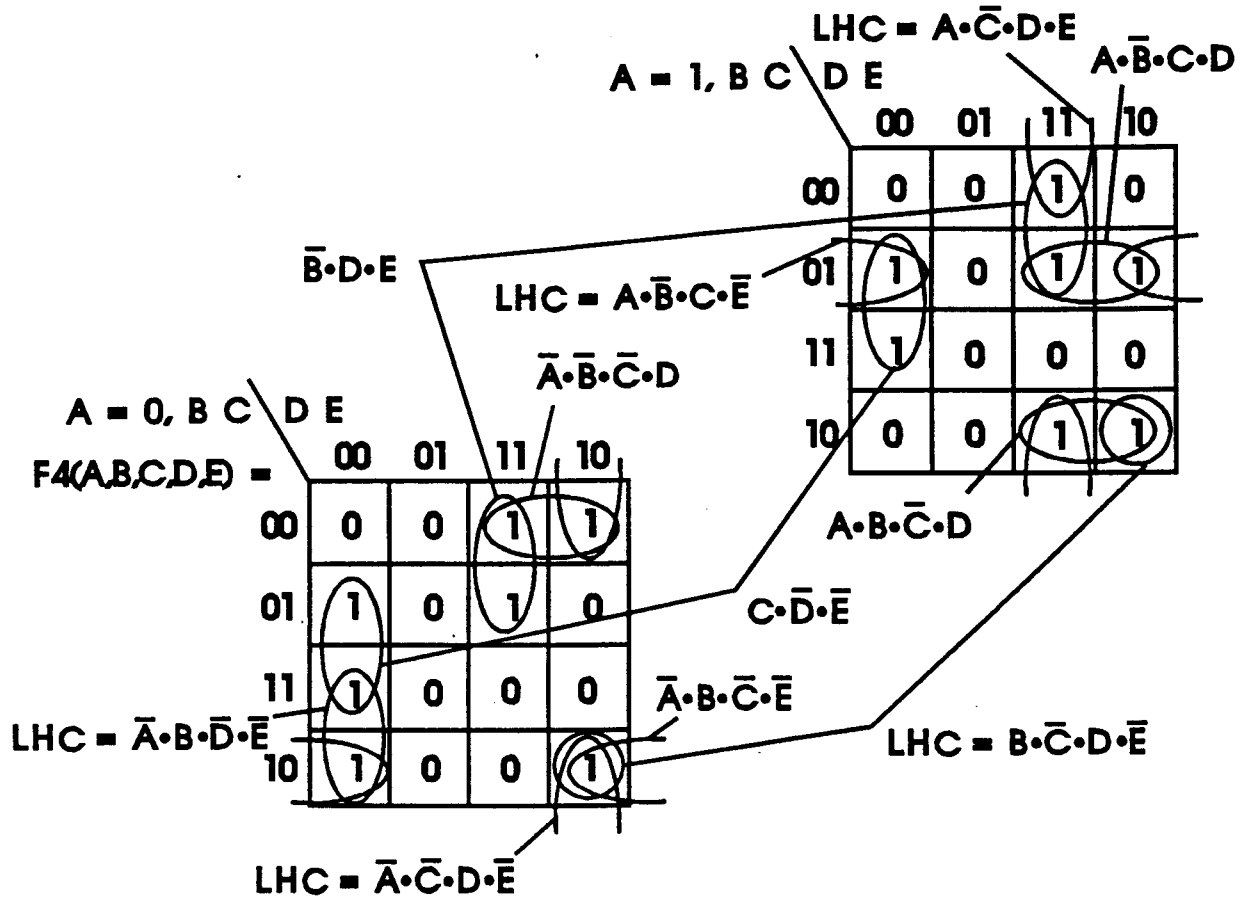 LHC = A•C̅•D•E
A•B̅•C•D
A = 1, B C D E
00 01 11 10
00 0 0 1 0
01 1 0 1 1
11 1 0 0 0
10 0 0 1 1
B̅•D•E
LHC = A•B̅•C•E̅
A̅•B̅•C̅•D
A = 0, B C D E
F4(A,B,C,D,E) =
00 01 11 10
00 0 0 1 1
01 1 0 1 0
11 1 0 0 0
10 1 0 0 1
A•B•C̅•D
C•D̅•E̅
A̅•B•C̅•E̅
LHC = A̅•B•D̅•E̅
LHC = B•C̅•D•E̅
LHC = A̅•C̅•D•E̅